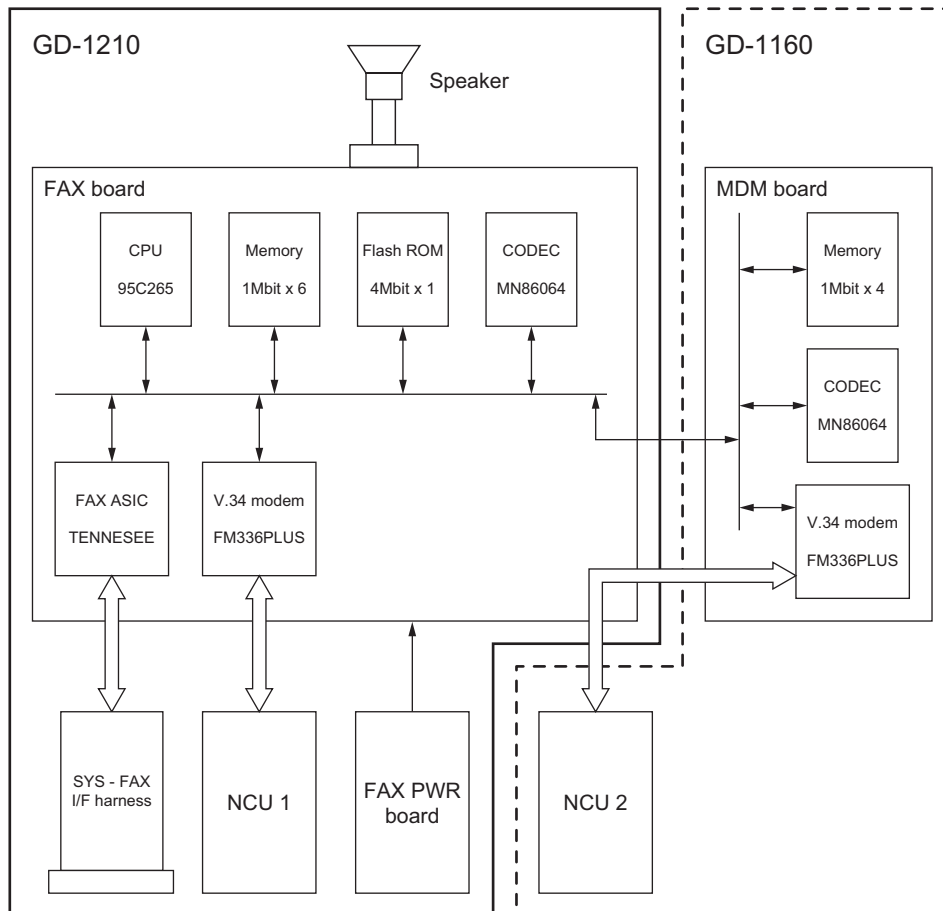 GD-1210
GD-1160
Speaker
FAX board
MDM board
CPU
95C265
Memory
1Mbit x 6
Flash ROM
4Mbit x 1
CODEC
MN86064
Memory
1Mbit x 4
CODEC
MN86064
FAX ASIC
TENNESEE
V.34 modem
FM336PLUS
V.34 modem
FM336PLUS
SYS - FAX
I/F harness
NCU 1
FAX PWR
board
NCU 2